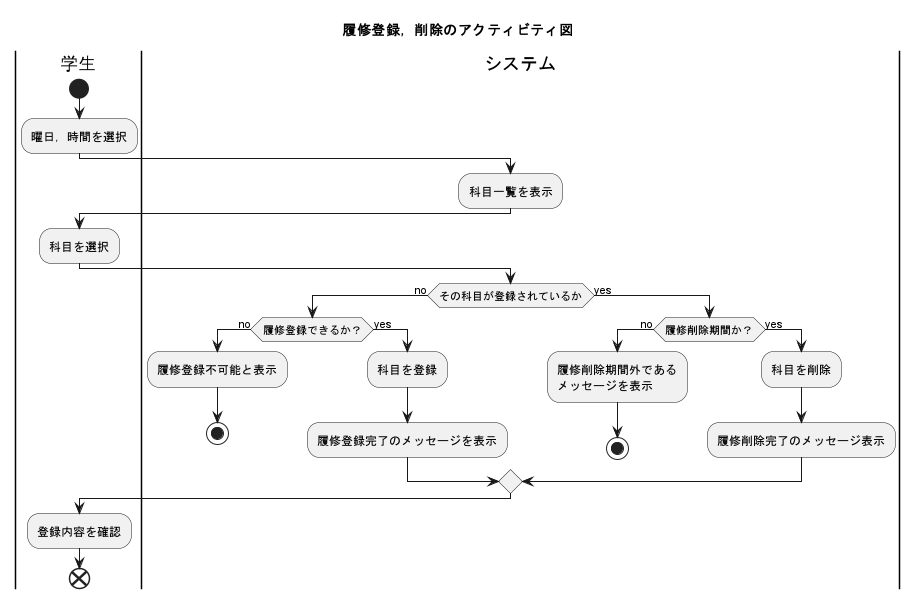 履修登録，削除のアクティビティ図
学生
システム
曜日，時間を選択
科目一覧を表示
科目を選択
no
その科目が登録されているか
yes
no
履修登録できるか？
yes
no
履修削除期間か？
yes
履修登録不可能と表示
科目を登録
履修削除期間外である
メッセージを表示
科目を削除
履修登録完了のメッセージを表示
履修削除完了のメッセージ表示
登録内容を確認